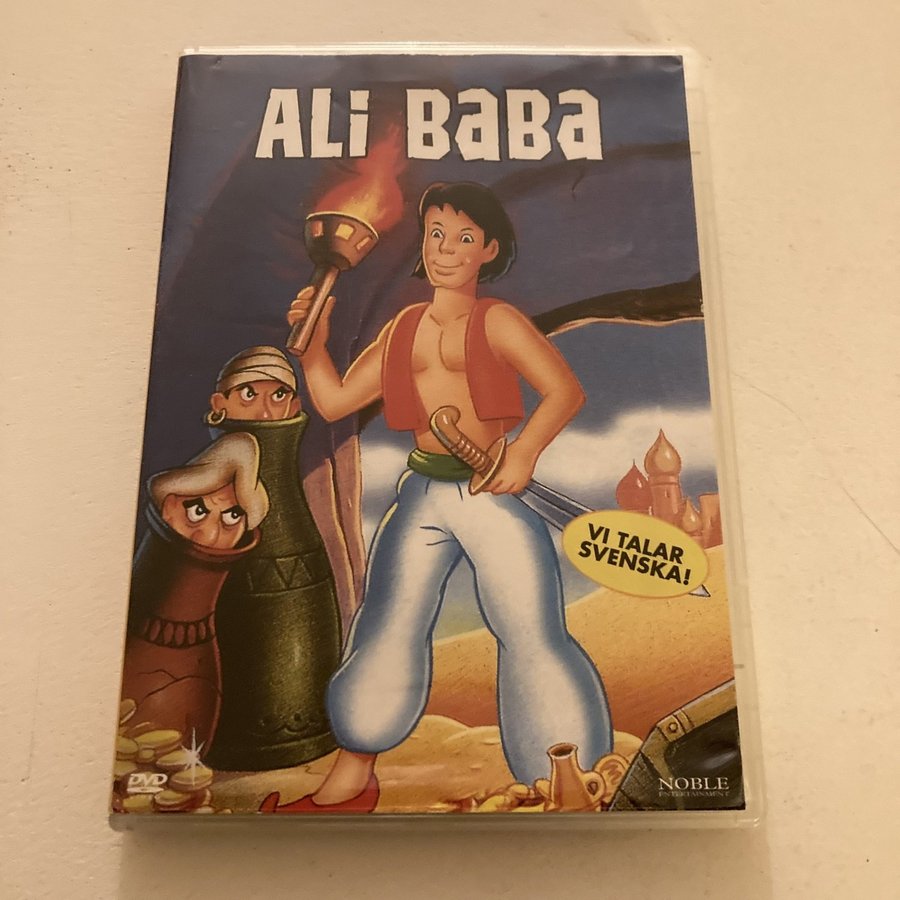 ALi BaBa
VI TALAR
SVENSKA!
DVD
NOBLE
ENTERTAINMENT